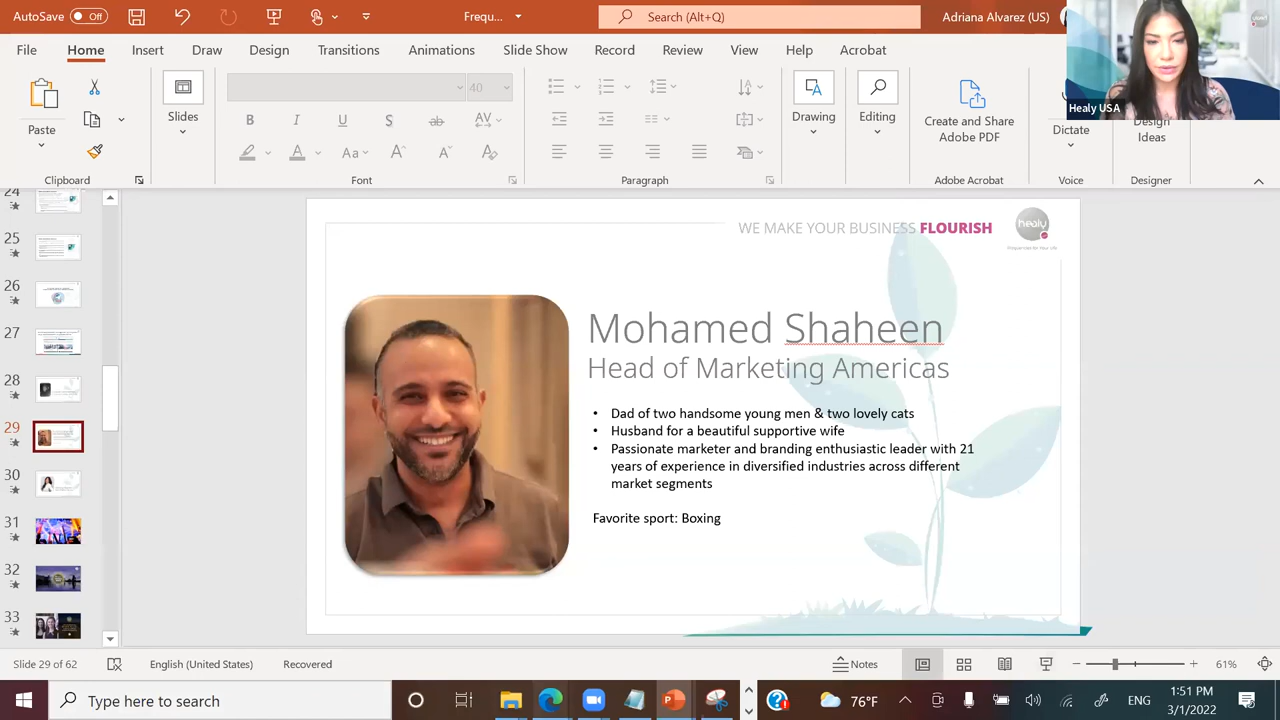 AutoSave Off Frequ... Search (Alt+Q) Adriana Alvarez (US)
File Home Insert Draw Design Transitions Animations Slide Show Record Review View Help Acrobat
Healy USA
40
Paste Slides Drawing Editing Create and Share Adobe PDF Dictate Design Ideas
Clipboard Font Paragraph Adobe Acrobat Voice Designer
24
25
26
27
28
29
30
31
32
33
WE MAKE YOUR BUSINESS FLOURISH
healy
Mohamed Shaheen
Head of Marketing Americas
• Dad of two handsome young men & two lovely cats
• Husband for a beautiful supportive wife
• Passionate marketer and branding enthusiastic leader with 21
years of experience in diversified industries across different
market segments
Favorite sport: Boxing
Slide 29 of 62 English (United States) Recovered Notes 61%
Type here to search 76°F ENG 1:51 PM
3/1/2022